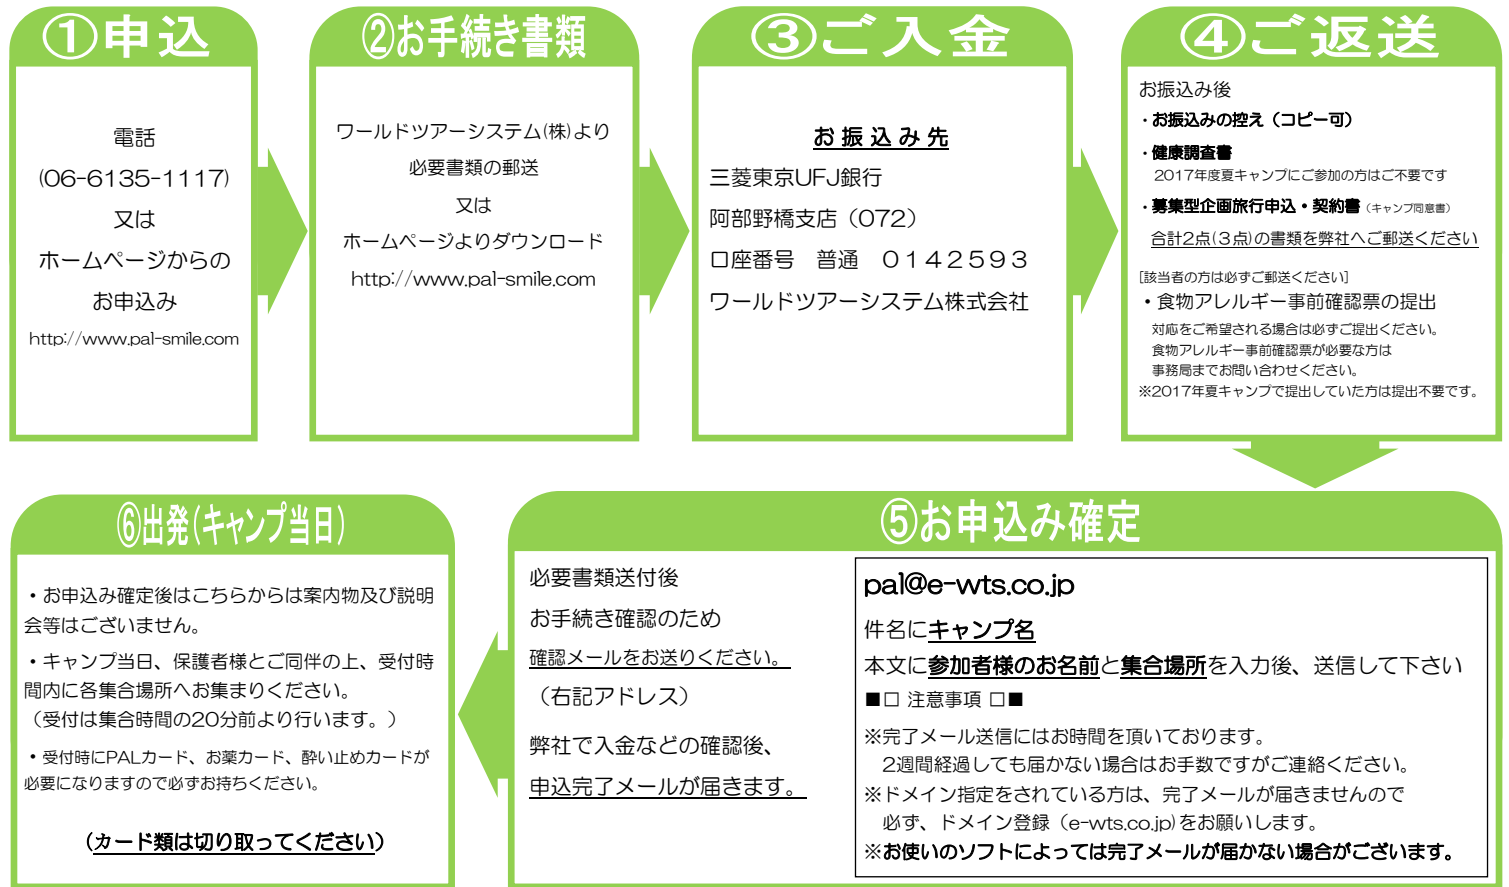 ①申込
電話
(06-6135-1117)
又は
ホームページからの
お申込み
http://www.pal-smile.com
②お手続き書類
ワールドツアーシステム(株)より
必要書類の郵送
又は
ホームページよりダウンロード
http://www.pal-smile.com
③ご入金
お振込み先
三菱東京UFJ銀行
阿部野橋支店（072）
口座番号　普通　０１４２５９３
ワールドツアーシステム株式会社
④ご返送
お振込み後
・お振込みの控え（コピー可）
・健康調査書
2017年度夏キャンプにご参加の方はご不要です
・募集型企画旅行申込・契約書（キャンプ同意書）
合計2点(３点)の書類を弊社へご郵送ください
[該当者の方は必ずご郵送ください]
・食物アレルギー事前確認票の提出
対応をご希望される場合は必ずご提出ください。
食物アレルギー事前確認票が必要な方は
事務局までお問い合わせください。
※2017年夏キャンプで提出していた方は提出不要です。
⑤お申込み確定
必要書類送付後
お手続き確認のため
確認メールをお送りください。
（右記アドレス）
弊社で入金などの確認後、
申込完了メールが届きます。
pal@e-wts.co.jp
件名にキャンプ名
本文に参加者様のお名前と集合場所を入力後、送信して下さい
■□ 注意事項 □■
※完了メール送信にはお時間を頂いております。
2週間経過しても届かない場合はお手数ですがご連絡ください。
※ドメイン指定をされている方は、完了メールが届きませんので
必ず、ドメイン登録（e-wts.co.jp)をお願いします。
※お使いのソフトによっては完了メールが届かない場合がございます。
⑥出発(キャンプ当日)
・お申込み確定後はこちらからは案内物及び説明
会等はございません。
・キャンプ当日、保護者様とご同伴の上、受付時
間内に各集合場所へお集まりください。
（受付は集合時間の20分前より行います。）
・受付時にPALカード、お薬カード、酔い止めカードが
必要になりますので必ずお持ちください。
(カード類は切り取ってください)